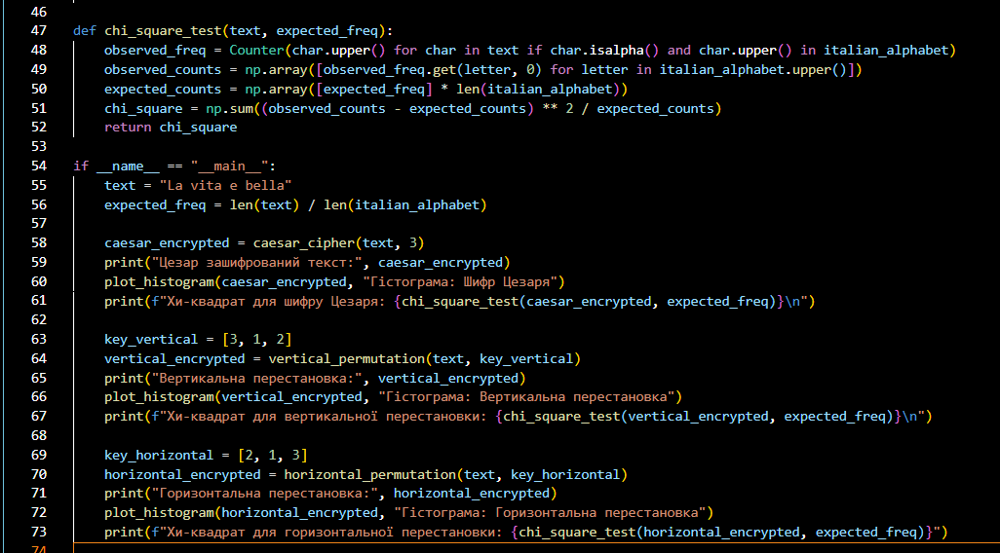 46
47 def chi_square_test(text, expected_freq):
48     observed_freq = Counter(char.upper() for char in text if char.isalpha() and char.upper() in italian_alphabet)
49     observed_counts = np.array([observed_freq.get(letter, 0) for letter in italian_alphabet.upper()])
50     expected_counts = np.array([expected_freq] * len(italian_alphabet))
51     chi_square = np.sum((observed_counts - expected_counts) ** 2 / expected_counts)
52     return chi_square
53
54 if __name__ == "__main__":
55     text = "La vita e bella"
56     expected_freq = len(text) / len(italian_alphabet)
57
58     caesar_encrypted = caesar_cipher(text, 3)
59     print("Цезар зашифрований текст:", caesar_encrypted)
60     plot_histogram(caesar_encrypted, "Гістограма: Шифр Цезаря")
61     print(f"Хи-квадрат для шифру Цезаря: {chi_square_test(caesar_encrypted, expected_freq)}\n")
62
63     key_vertical = [3, 1, 2]
64     vertical_encrypted = vertical_permutation(text, key_vertical)
65     print("Вертикальна перестановка:", vertical_encrypted)
66     plot_histogram(vertical_encrypted, "Гістограма: Вертикальна перестановка")
67     print(f"Хи-квадрат для вертикальної перестановки: {chi_square_test(vertical_encrypted, expected_freq)}\n")
68
69     key_horizontal = [2, 1, 3]
70     horizontal_encrypted = horizontal_permutation(text, key_horizontal)
71     print("Горизонтальна перестановка:", horizontal_encrypted)
72     plot_histogram(horizontal_encrypted, "Гістограма: Горизонтальна перестановка")
73     print(f"Хи-квадрат для горизонтальної перестановки: {chi_square_test(horizontal_encrypted, expected_freq)}")
74